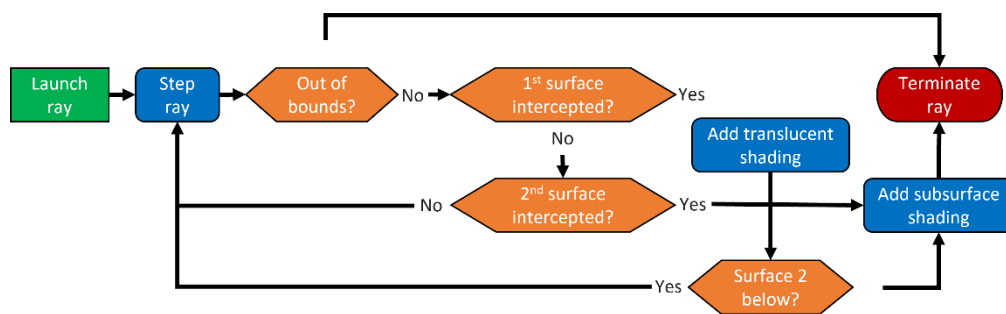 Launch
ray
Step
ray
Out of
bounds?
No
1st surface
intercepted?
Yes
Terminate
ray
No
Add translucent
shading
No
2nd surface
intercepted?
Yes
Add subsurface
shading
Yes
Surface 2
below?